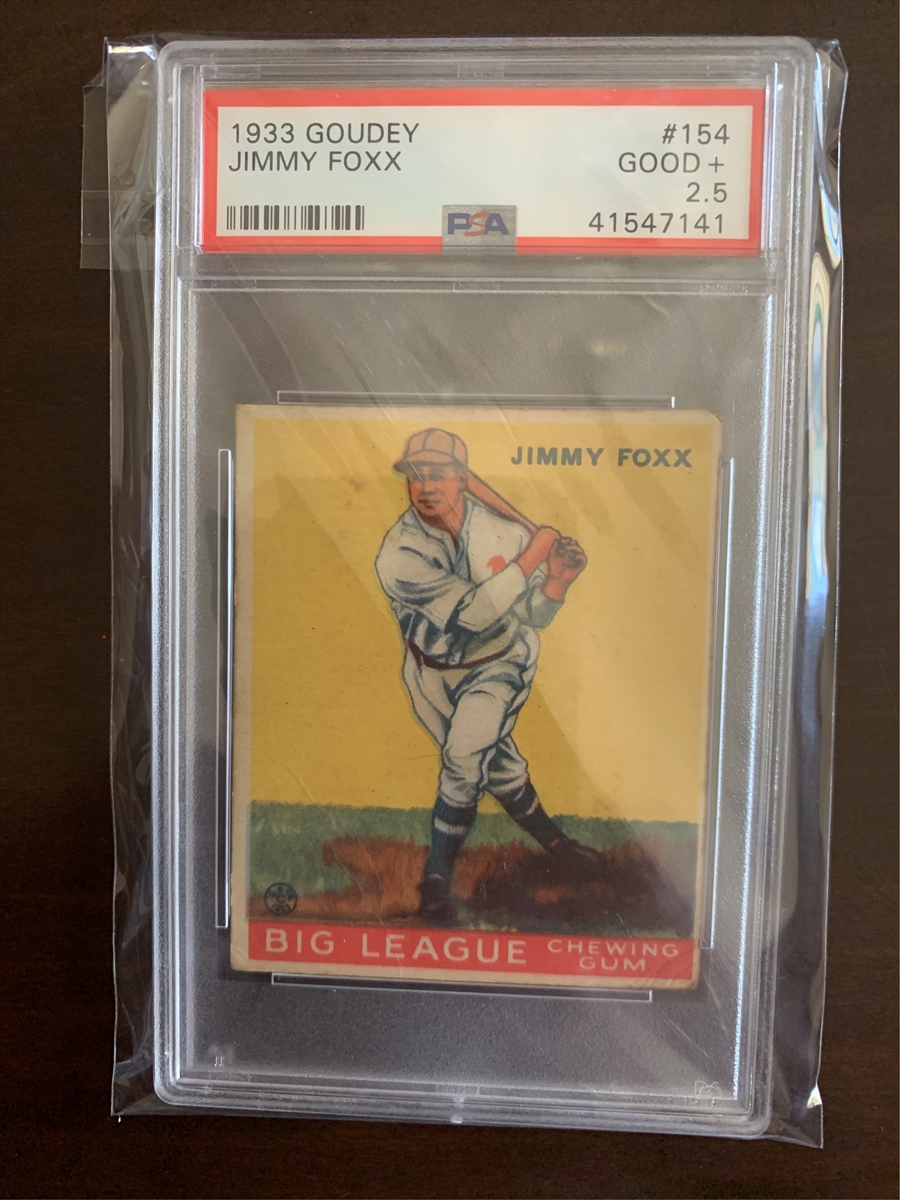 1933 GOUDEY #154
JIMMY FOXX GOOD +
2.5
PSA 41547141
JIMMY FOXX
BIG LEAGUE CHEWING
GUM